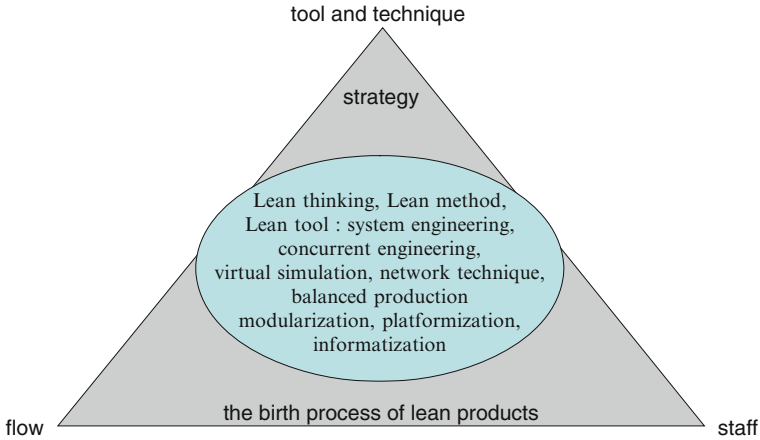 tool and technique
strategy
Lean thinking, Lean method,
Lean tool : system engineering,
concurrent engineering,
virtual simulation, network technique,
balanced production
modularization, platformization,
informatization
the birth process of lean products
flow
staff